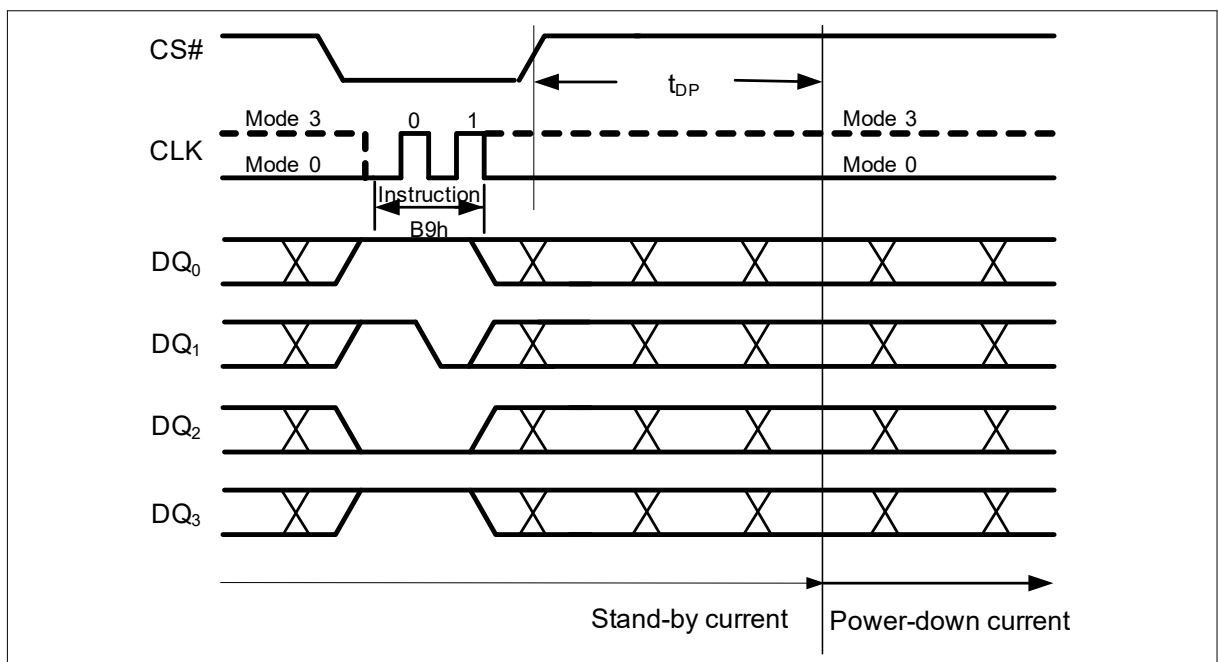 CS#
tDP
Mode 3 0 1 Mode 3
CLK
Mode 0 Mode 0
Instruction
B9h
DQ0
DQ1
DQ2
DQ3
Stand-by current Power-down current